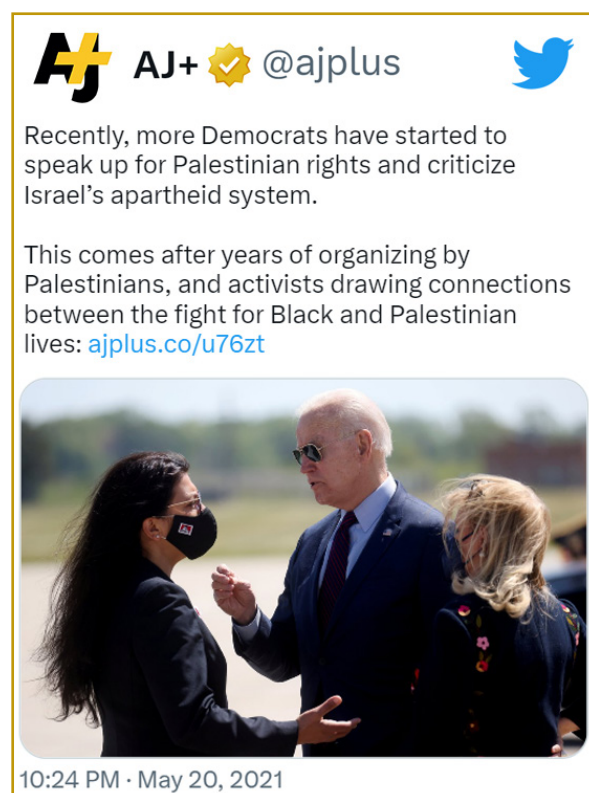 AJ+ @ajplus
Recently, more Democrats have started to
speak up for Palestinian rights and criticize
Israel’s apartheid system.
This comes after years of organizing by
Palestinians, and activists drawing connections
between the fight for Black and Palestinian
lives: ajplus.co/u76zt
10:24 PM · May 20, 2021